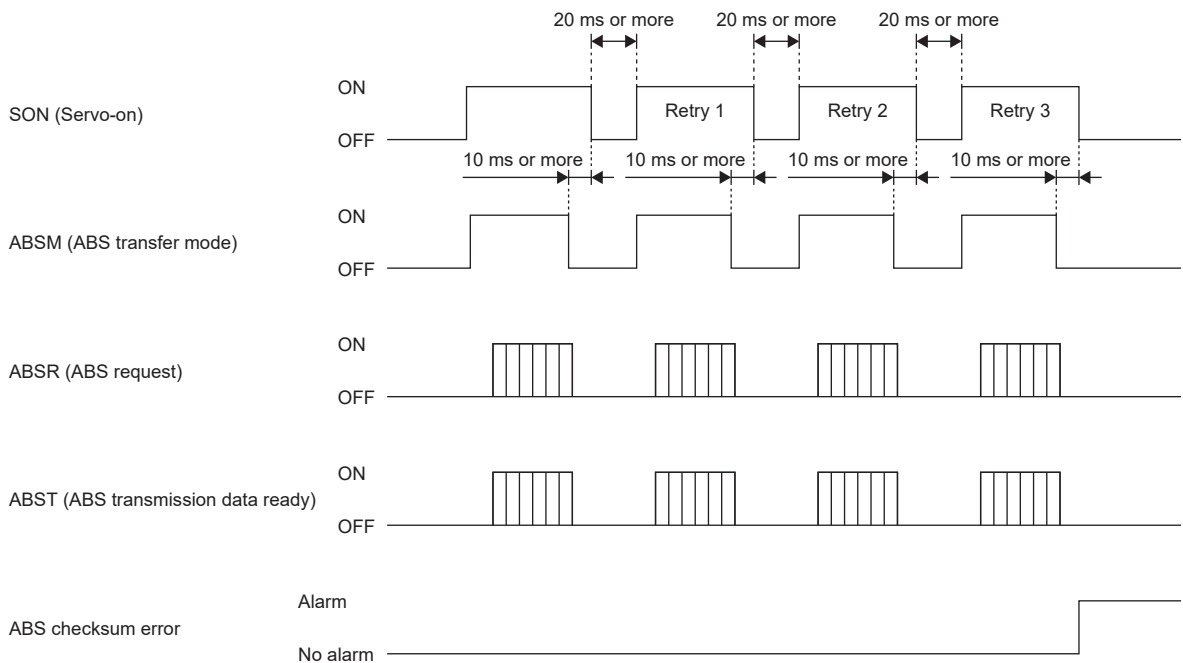 20 ms or more 20 ms or more 20 ms or more
ON
SON (Servo-on) Retry 1 Retry 2 Retry 3
OFF
10 ms or more 10 ms or more 10 ms or more 10 ms or more
ON
ABSM (ABS transfer mode)
OFF
ON
ABSR (ABS request)
OFF
ON
ABST (ABS transmission data ready)
OFF
Alarm
ABS checksum error
No alarm